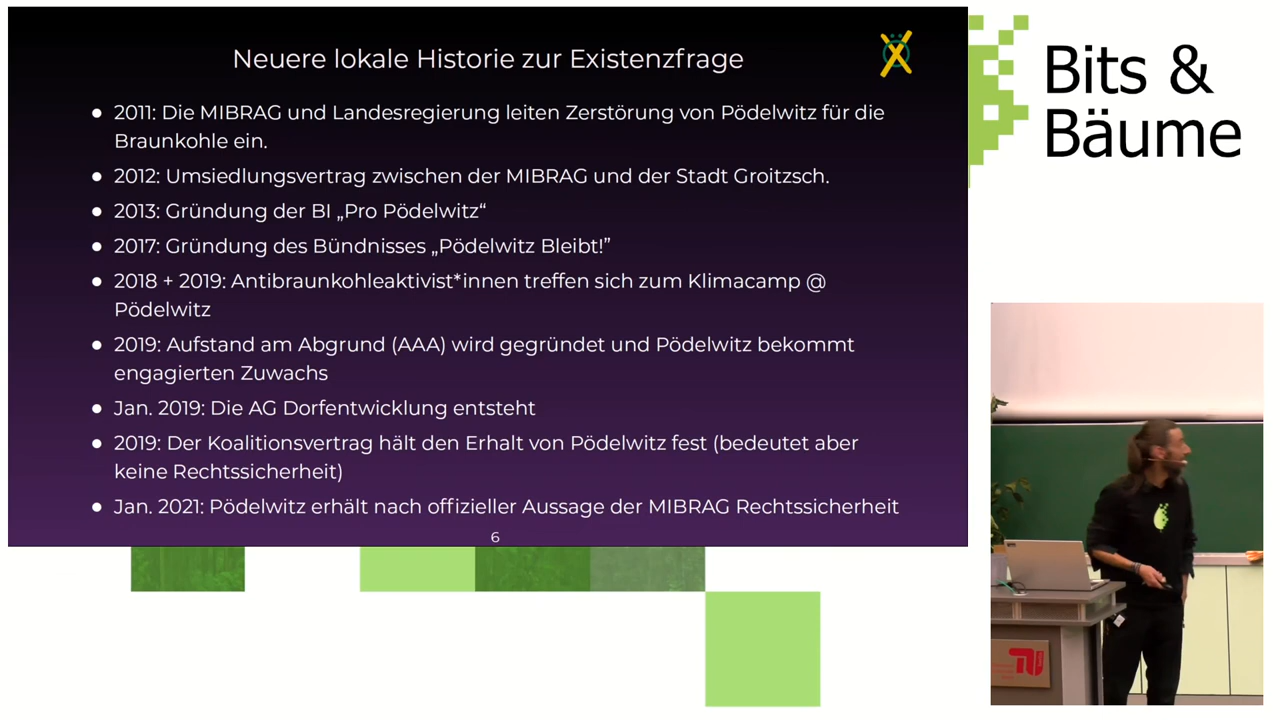 Neuere lokale Historie zur Existenzfrage
● 2011: Die MIBRAG und Landesregierung leiten Zerstörung von Pödelwitz für die
Braunkohle ein.
● 2012: Umsiedlungsvertrag zwischen der MIBRAG und der Stadt Groitzsch.
● 2013: Gründung der BI „Pro Pödelwitz“
● 2017: Gründung des Bündnisses „Pödelwitz Bleibt!”
● 2018 + 2019: Antibraunkohleaktivist*innen treffen sich zum Klimacamp @
Pödelwitz
● 2019: Aufstand am Abgrund (AAA) wird gegründet und Pödelwitz bekommt
engagierten Zuwachs
● Jan. 2019: Die AG Dorfentwicklung entsteht
● 2019: Der Koalitionsvertrag hält den Erhalt von Pödelwitz fest (bedeutet aber
keine Rechtssicherheit)
● Jan. 2021: Pödelwitz erhält nach offizieller Aussage der MIBRAG Rechtssicherheit
6
Bits &
Bäume